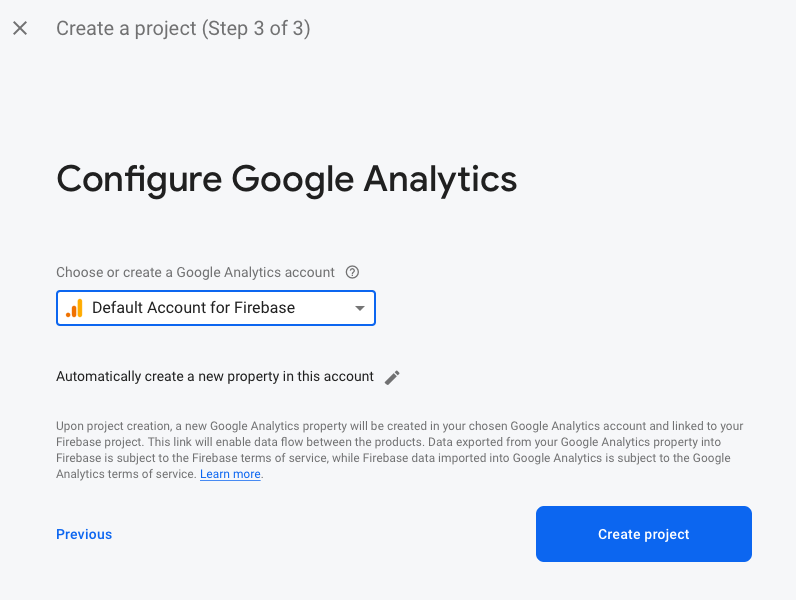 Create a project (Step 3 of 3)
Configure Google Analytics
Choose or create a Google Analytics account
Default Account for Firebase
Automatically create a new property in this account
Upon project creation, a new Google Analytics property will be created in your chosen Google Analytics account and linked to your
Firebase project. This link will enable data flow between the products. Data exported from your Google Analytics property into
Firebase is subject to the Firebase terms of service, while Firebase data imported into Google Analytics is subject to the Google
Analytics terms of service. Learn more.
Previous
Create project